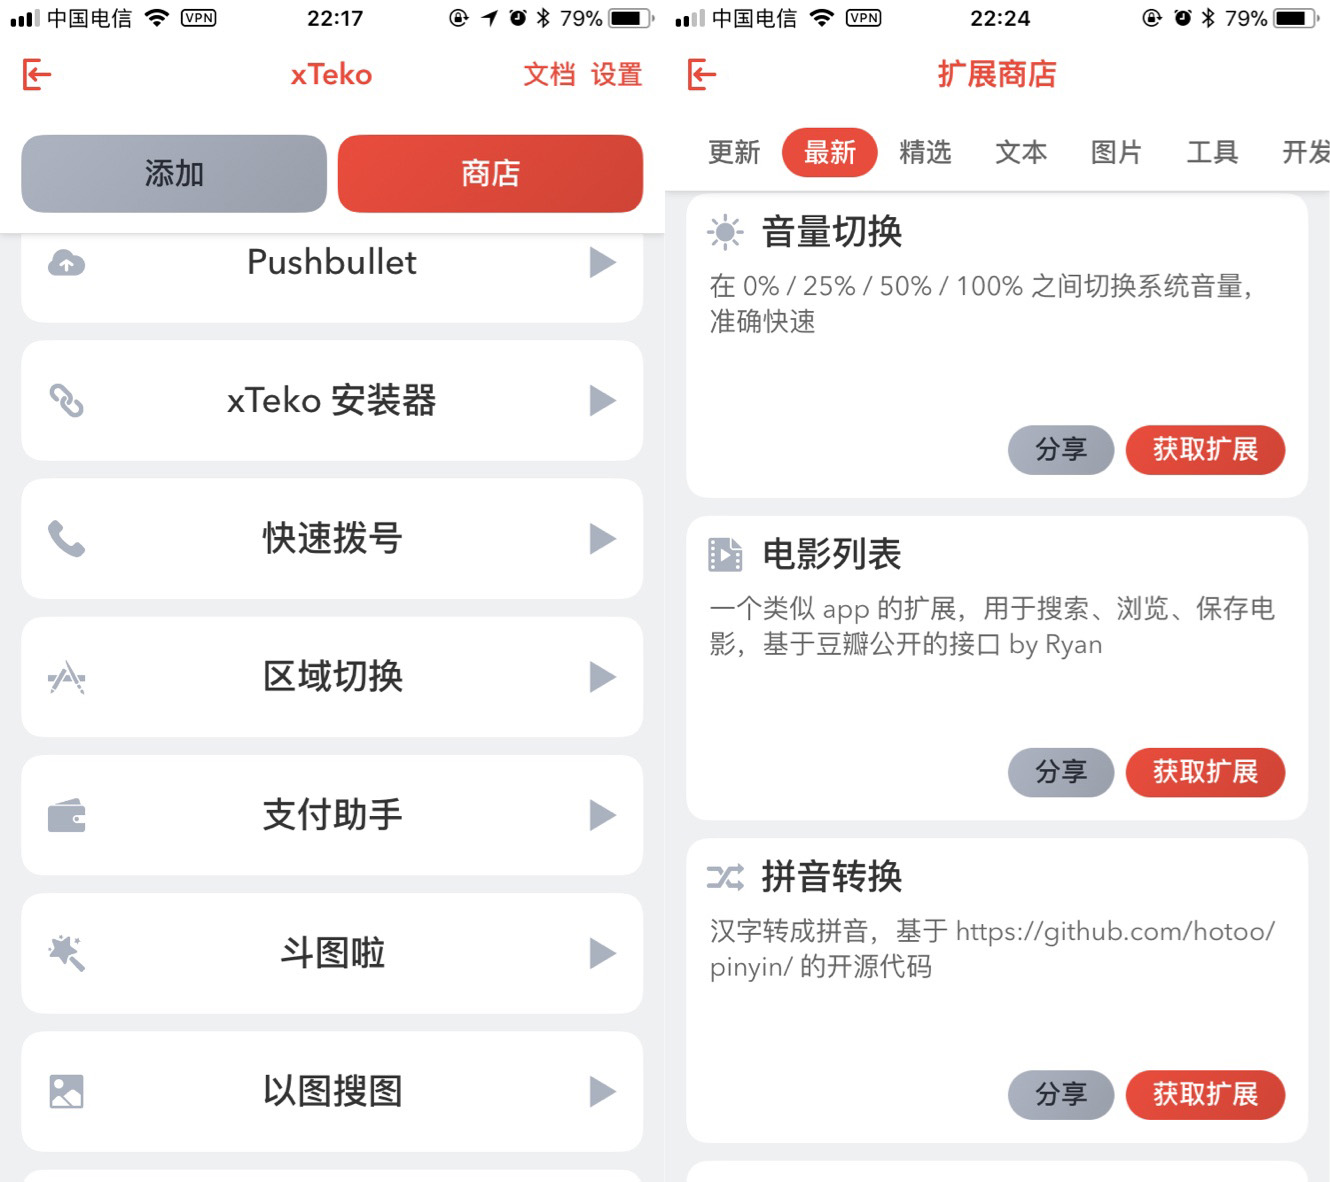 中国电信 VPN 22:17 79%
xTeko 文档 设置
添加 商店
Pushbullet
xTeko 安装器
快速拨号
区域切换
支付助手
斗图啦
以图搜图
中国电信 VPN 22:24 79%
扩展商店
更新 最新 精选 文本 图片 工具 开发
音量切换
在 0% / 25% / 50% / 100% 之间切换系统音量，
准确快速
分享 获取扩展
电影列表
一个类似 app 的扩展，用于搜索、浏览、保存电
影，基于豆瓣公开的接口 by Ryan
分享 获取扩展
拼音转换
汉字转成拼音，基于 https://github.com/hotoo/
pinyin/ 的开源代码
分享 获取扩展